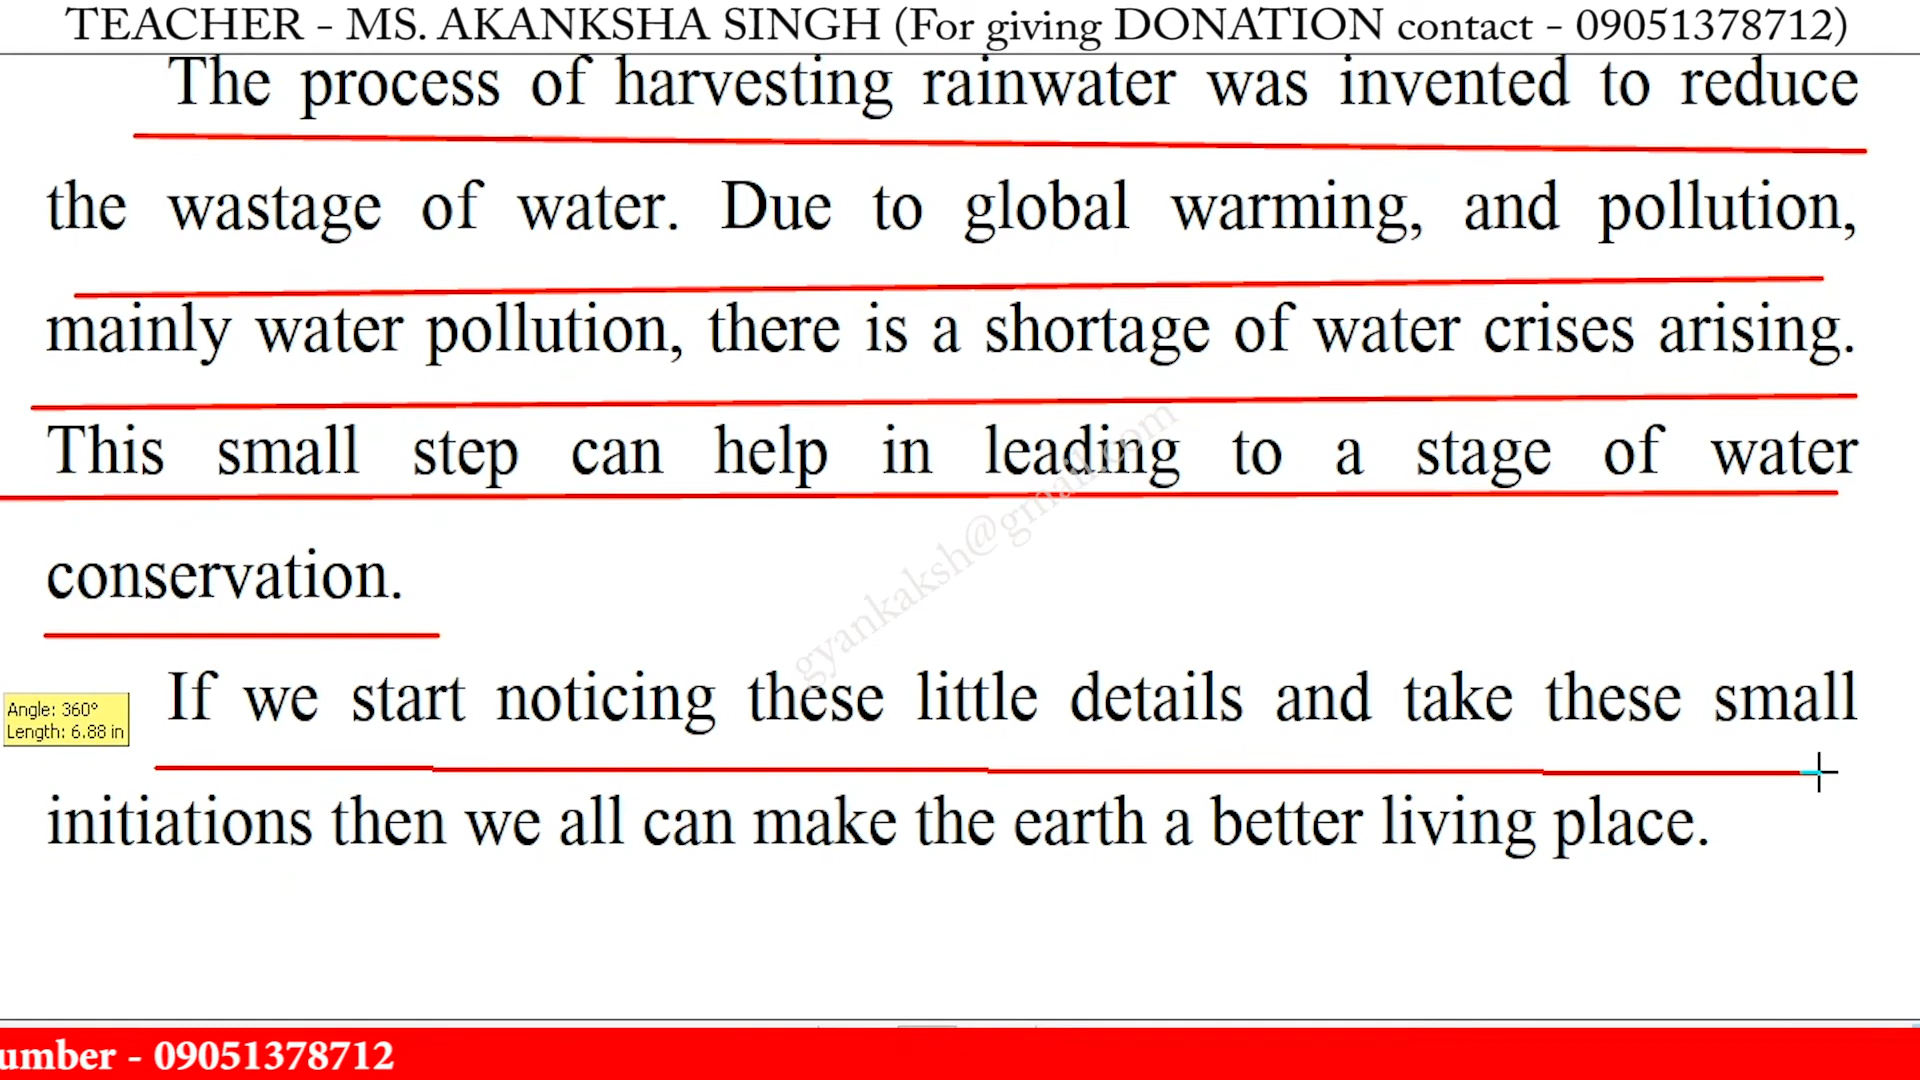 TEACHER - MS. AKANKSHA SINGH (For giving DONATION contact - 09051378712)
The process of harvesting rainwater was invented to reduce
the wastage of water. Due to global warming, and pollution,
mainly water pollution, there is a shortage of water crises arising.
This small step can help in leading to a stage of water
conservation.
gyankaksh@gmail.com
If we start noticing these little details and take these small
Angle: 360°
Length: 6.88 in
initiations then we all can make the earth a better living place.
umber - 09051378712